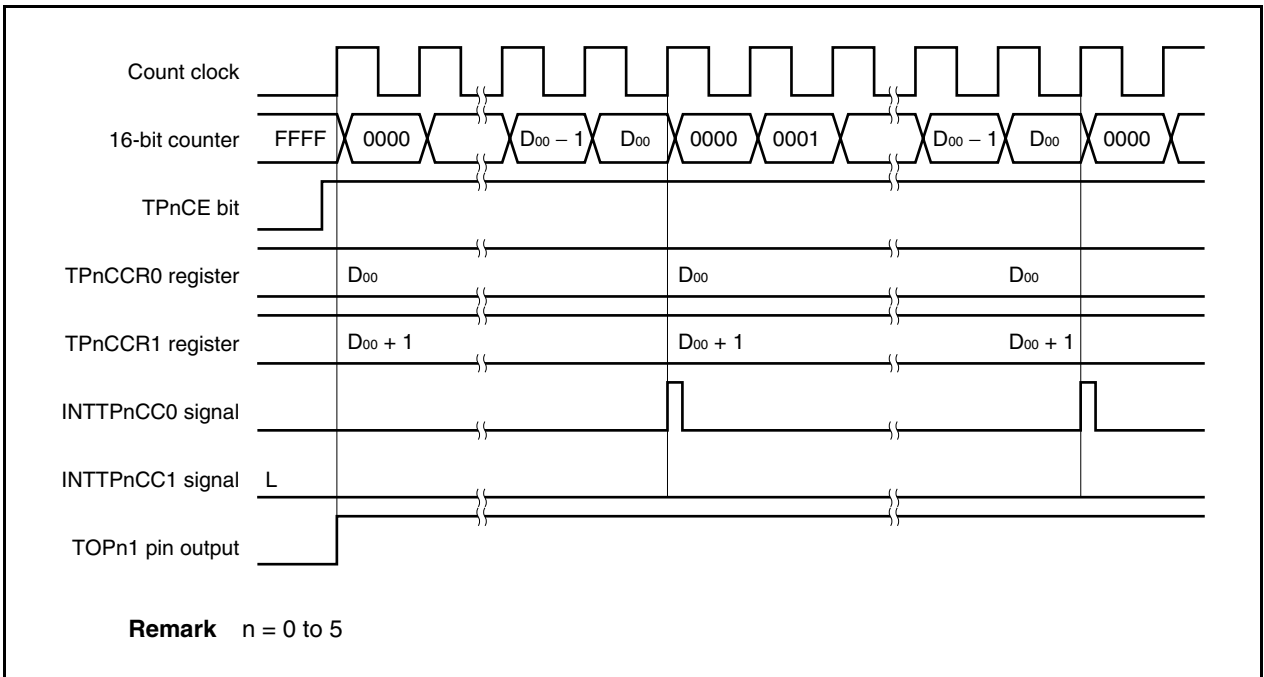 Count clock
16-bit counter FFFF 0000 D00 − 1 D00 0000 0001 D00 − 1 D00 0000
TPnCE bit
TPnCCR0 register D00 D00 D00
TPnCCR1 register D00 + 1 D00 + 1 D00 + 1
INTTPnCC0 signal
INTTPnCC1 signal L
TOPn1 pin output
Remark n = 0 to 5